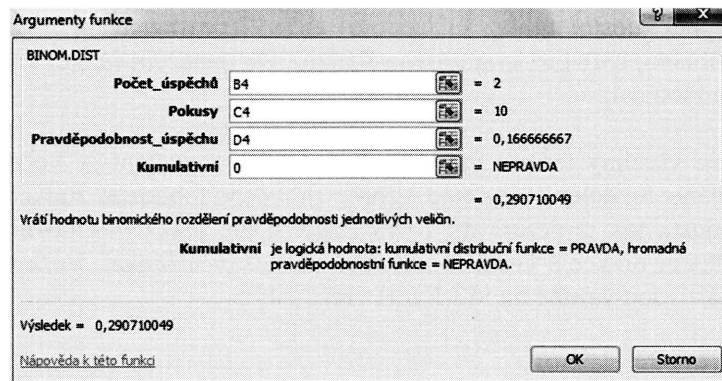 Argumenty funkce
BINOM.DIST
Počet_úspěchů B4 = 2
Pokusy C4 = 10
Pravděpodobnost_úspěchu D4 = 0,166666667
Kumulativní 0 = NEPRAVDA
= 0,290710049
Vrátí hodnotu binomického rozdělení pravděpodobnosti jednotlivých veličin.
Kumulativní je logická hodnota: kumulativní distribuční funkce = PRAVDA, hromadná
pravděpodobnostní funkce = NEPRAVDA.
Výsledek = 0,290710049
Nápověda k této funkci
OK Storno